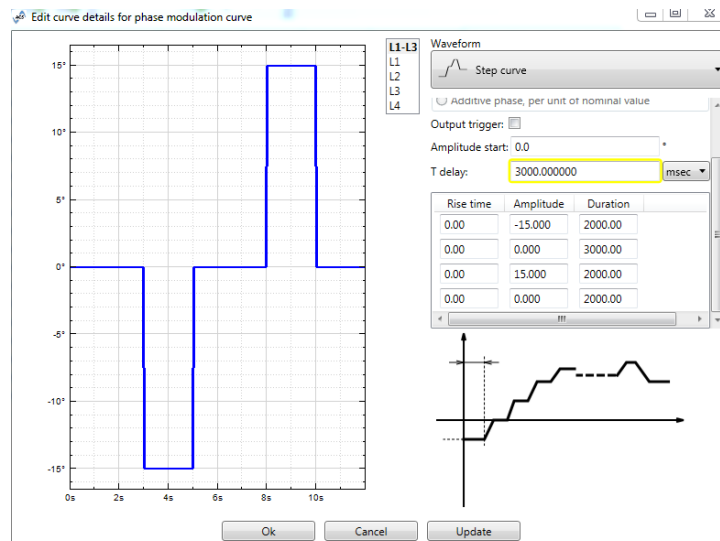 Edit curve details for phase modulation curve
15°
10°
5°
0°
-5°
-10°
-15°
0s 2s 4s 6s 8s 10s
L1-L3
L1
L2
L3
L4
Waveform
Step curve
Additive phase, per unit of nominal value
Output trigger:
Amplitude start: 0.0 °
T delay: 3000.000000 msec
Rise time Amplitude Duration
0.00 -15.000 2000.00
0.00 0.000 3000.00
0.00 15.000 2000.00
0.00 0.000 2000.00
Ok Cancel Update